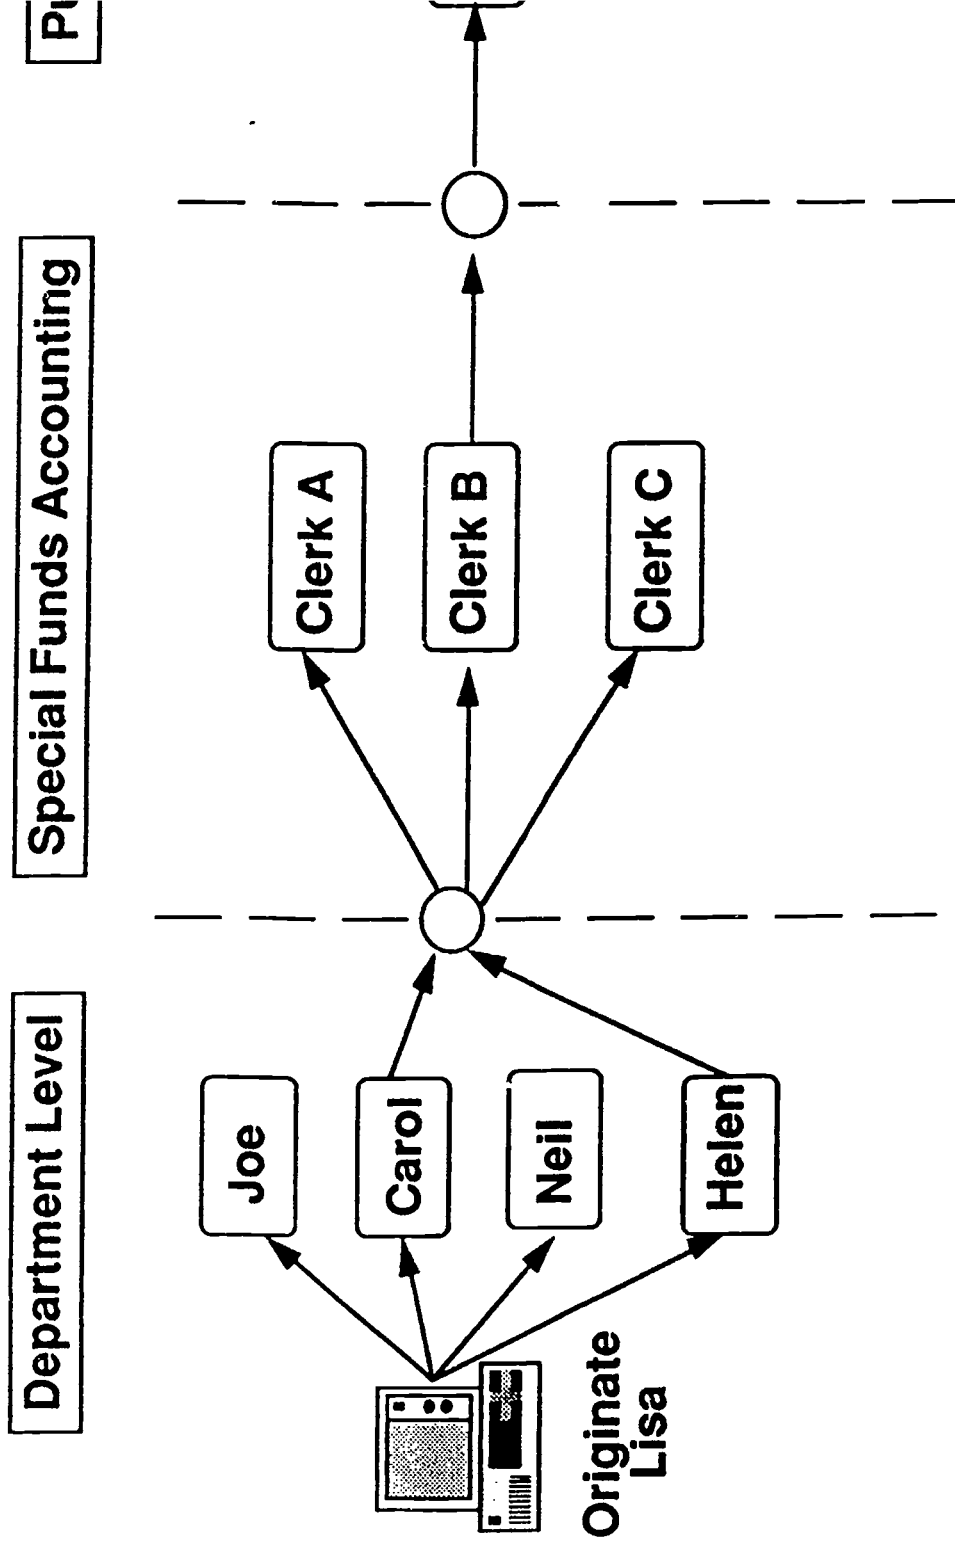 Department Level
Special Funds Accounting
Joe
Carol
Neil
Helen
Clerk A
Clerk B
Clerk C
Originate
Lisa